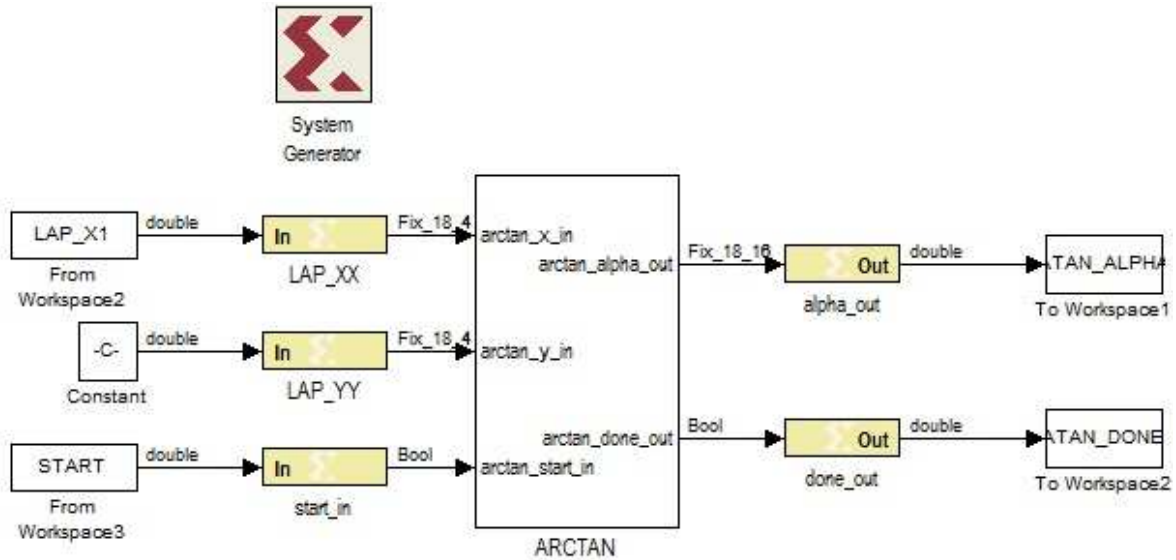 System
Generator
LAP_X1
double
In
Fix_18_4
arctan_x_in
From
Workspace2
LAP_XX
arctan_alpha_out
Fix_18_16
Out
double
ATAN_ALPHA
alpha_out
To Workspace1
-C-
double
In
Fix_18_4
arctan_y_in
Constant
LAP_YY
START
double
In
Bool
arctan_start_in
From
Workspace3
start_in
arctan_done_out
Bool
Out
double
ATAN_DONE
done_out
To Workspace2
ARCTAN